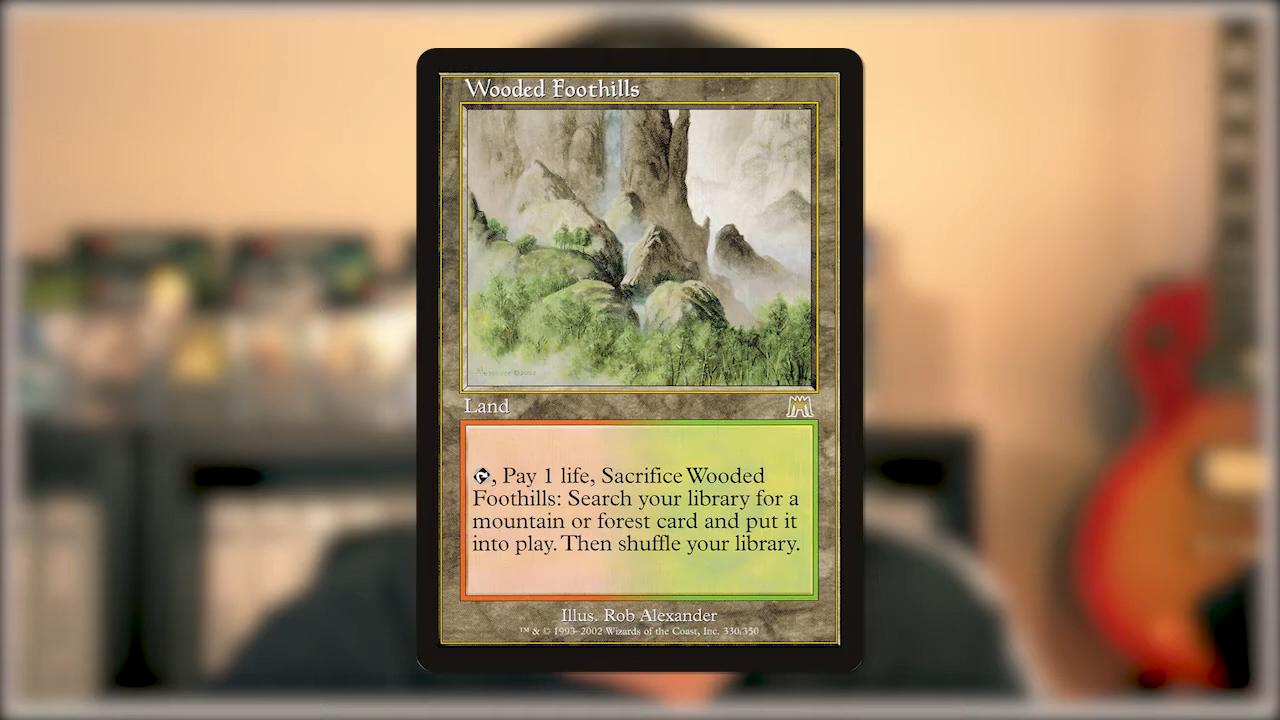 Wooded Foothills
Land
, Pay 1 life, Sacrifice Wooded
Foothills: Search your library for a
mountain or forest card and put it
into play. Then shuffle your library.
Illus. Rob Alexander
™ & © 1993–2002 Wizards of the Coast, Inc. 330/350